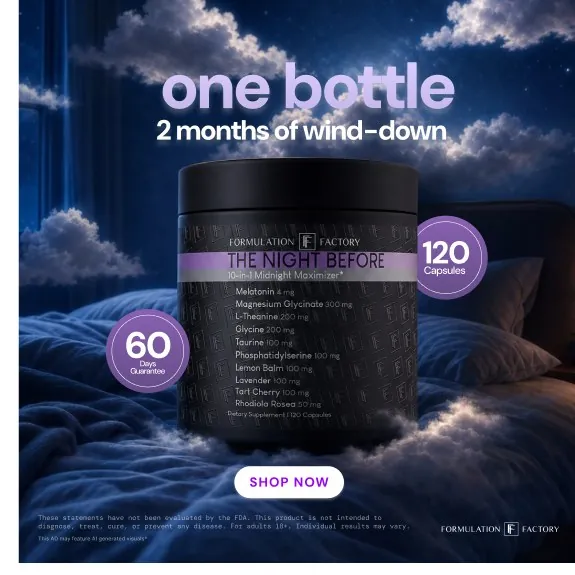 one bottle
2 months of wind-down
FORMULATION FF FACTORY
THE NIGHT BEFORE
10-in-1 Midnight Maximizer*
120
Capsules
Melatonin 4 mg
Magnesium Glycinate 300 mg
L-Theanine 200 mg
Glycine 200 mg
Taurine 100 mg
Phosphatidylserine 100 mg
Lemon Balm 100 mg
Lavender 100 mg
Tart Cherry 100 mg
Rhodiola Rosea 50 mg
Dietary Supplement | 120 Capsules
60
Days
Guarantee
SHOP NOW
These statements have not been evaluated by the FDA. This product is not intended to
diagnose, treat, cure, or prevent any disease. For adults 18+. Individual results may vary.
This AD may feature AI generated visuals*
FORMULATION FF FACTORY